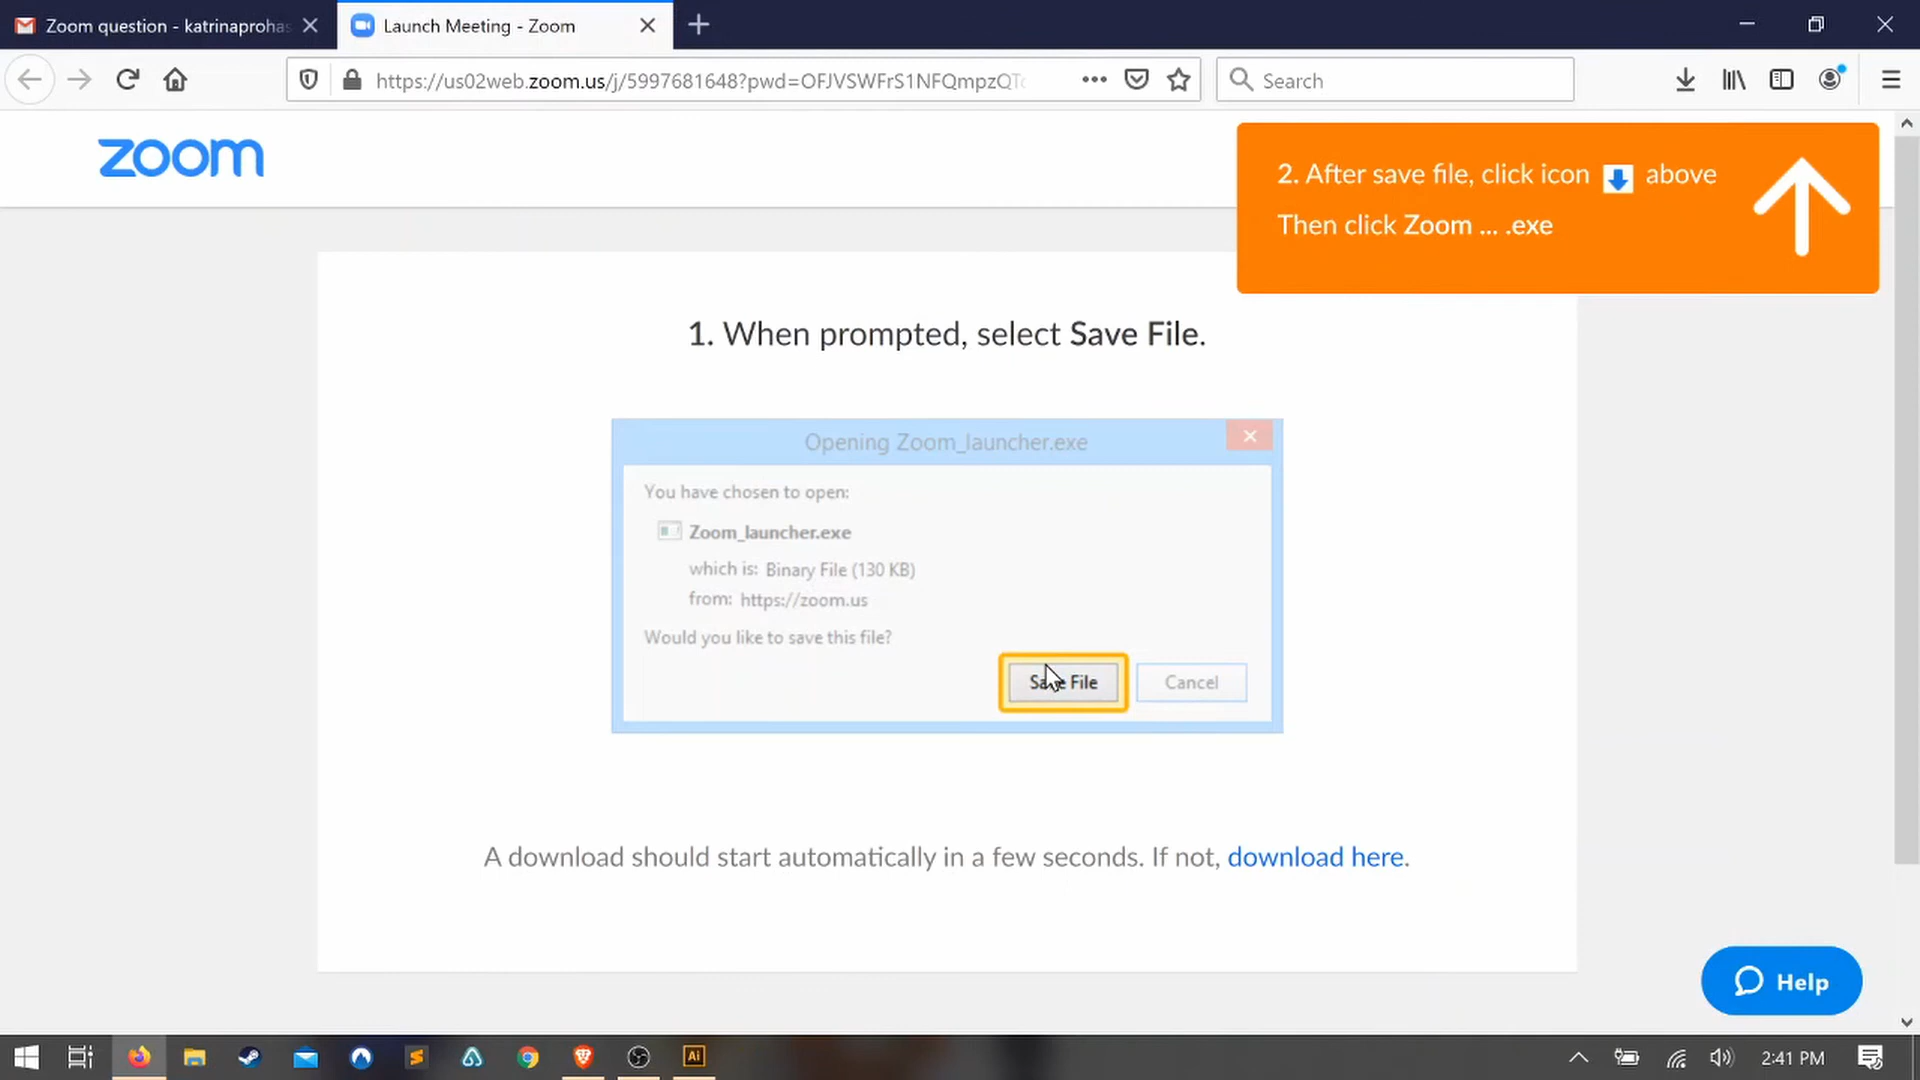 Zoom question - katrinaprohas
Launch Meeting - Zoom
https://us02web.zoom.us/j/5997681648?pwd=OFJVSWFrS1NFQmpzQT
Search
zoom
2. After save file, click icon above
Then click Zoom ... .exe
1. When prompted, select Save File.
Opening Zoom_launcher.exe
You have chosen to open:
Zoom_launcher.exe
which is: Binary File (130 KB)
from: https://zoom.us
Would you like to save this file?
Save File
Cancel
A download should start automatically in a few seconds. If not, download here.
Help
Ai
2:41 PM